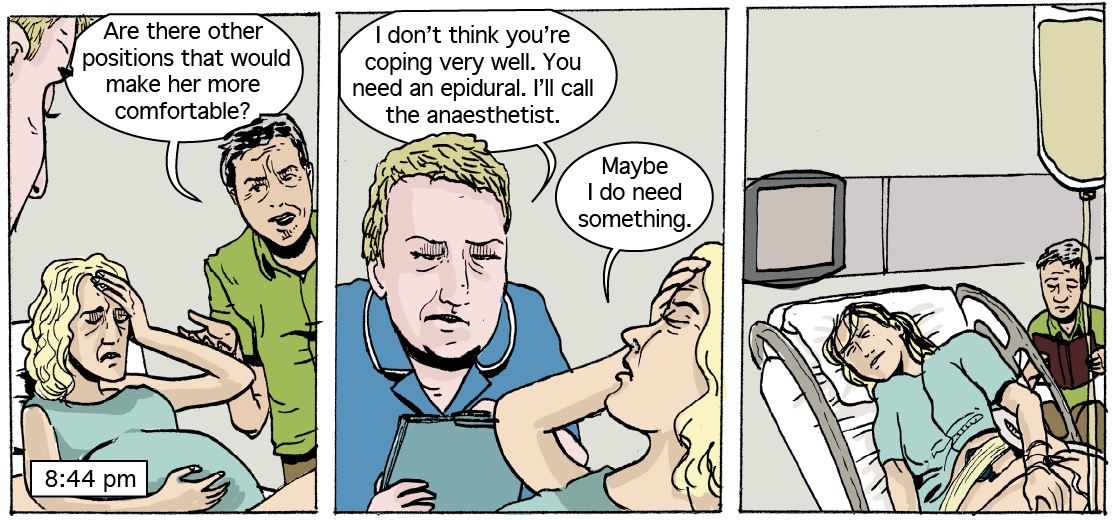 Are there other
positions that would
make her more
comfortable?
8:44 pm
I don't think you're
coping very well. You
need an epidural. I'll call
the anaesthetist.
Maybe
I do need
something.